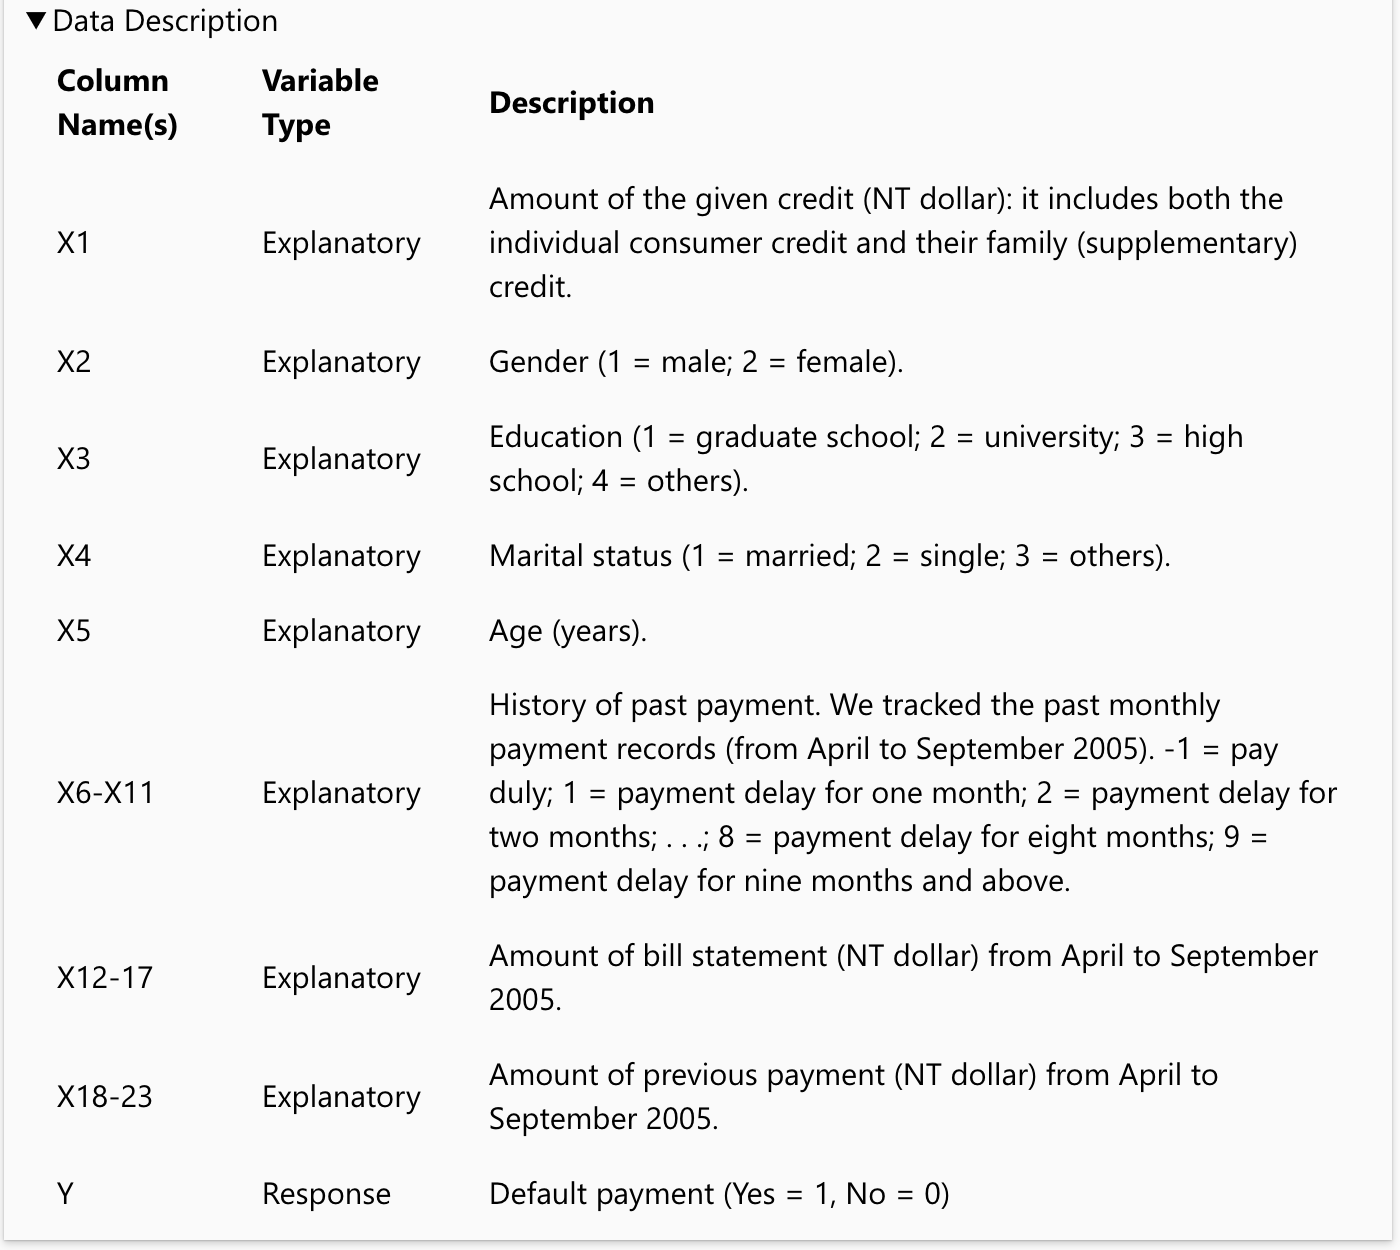 ▼ Data Description
Column Name(s) Variable Type Description
X1 Explanatory Amount of the given credit (NT dollar): it includes both the
individual consumer credit and their family (supplementary)
credit.
X2 Explanatory Gender (1 = male; 2 = female).
X3 Explanatory Education (1 = graduate school; 2 = university; 3 = high
school; 4 = others).
X4 Explanatory Marital status (1 = married; 2 = single; 3 = others).
X5 Explanatory Age (years).
X6-X11 Explanatory History of past payment. We tracked the past monthly
payment records (from April to September 2005). -1 = pay
duly; 1 = payment delay for one month; 2 = payment delay for
two months; . . .; 8 = payment delay for eight months; 9 =
payment delay for nine months and above.
X12-17 Explanatory Amount of bill statement (NT dollar) from April to September
2005.
X18-23 Explanatory Amount of previous payment (NT dollar) from April to
September 2005.
Y Response Default payment (Yes = 1, No = 0)